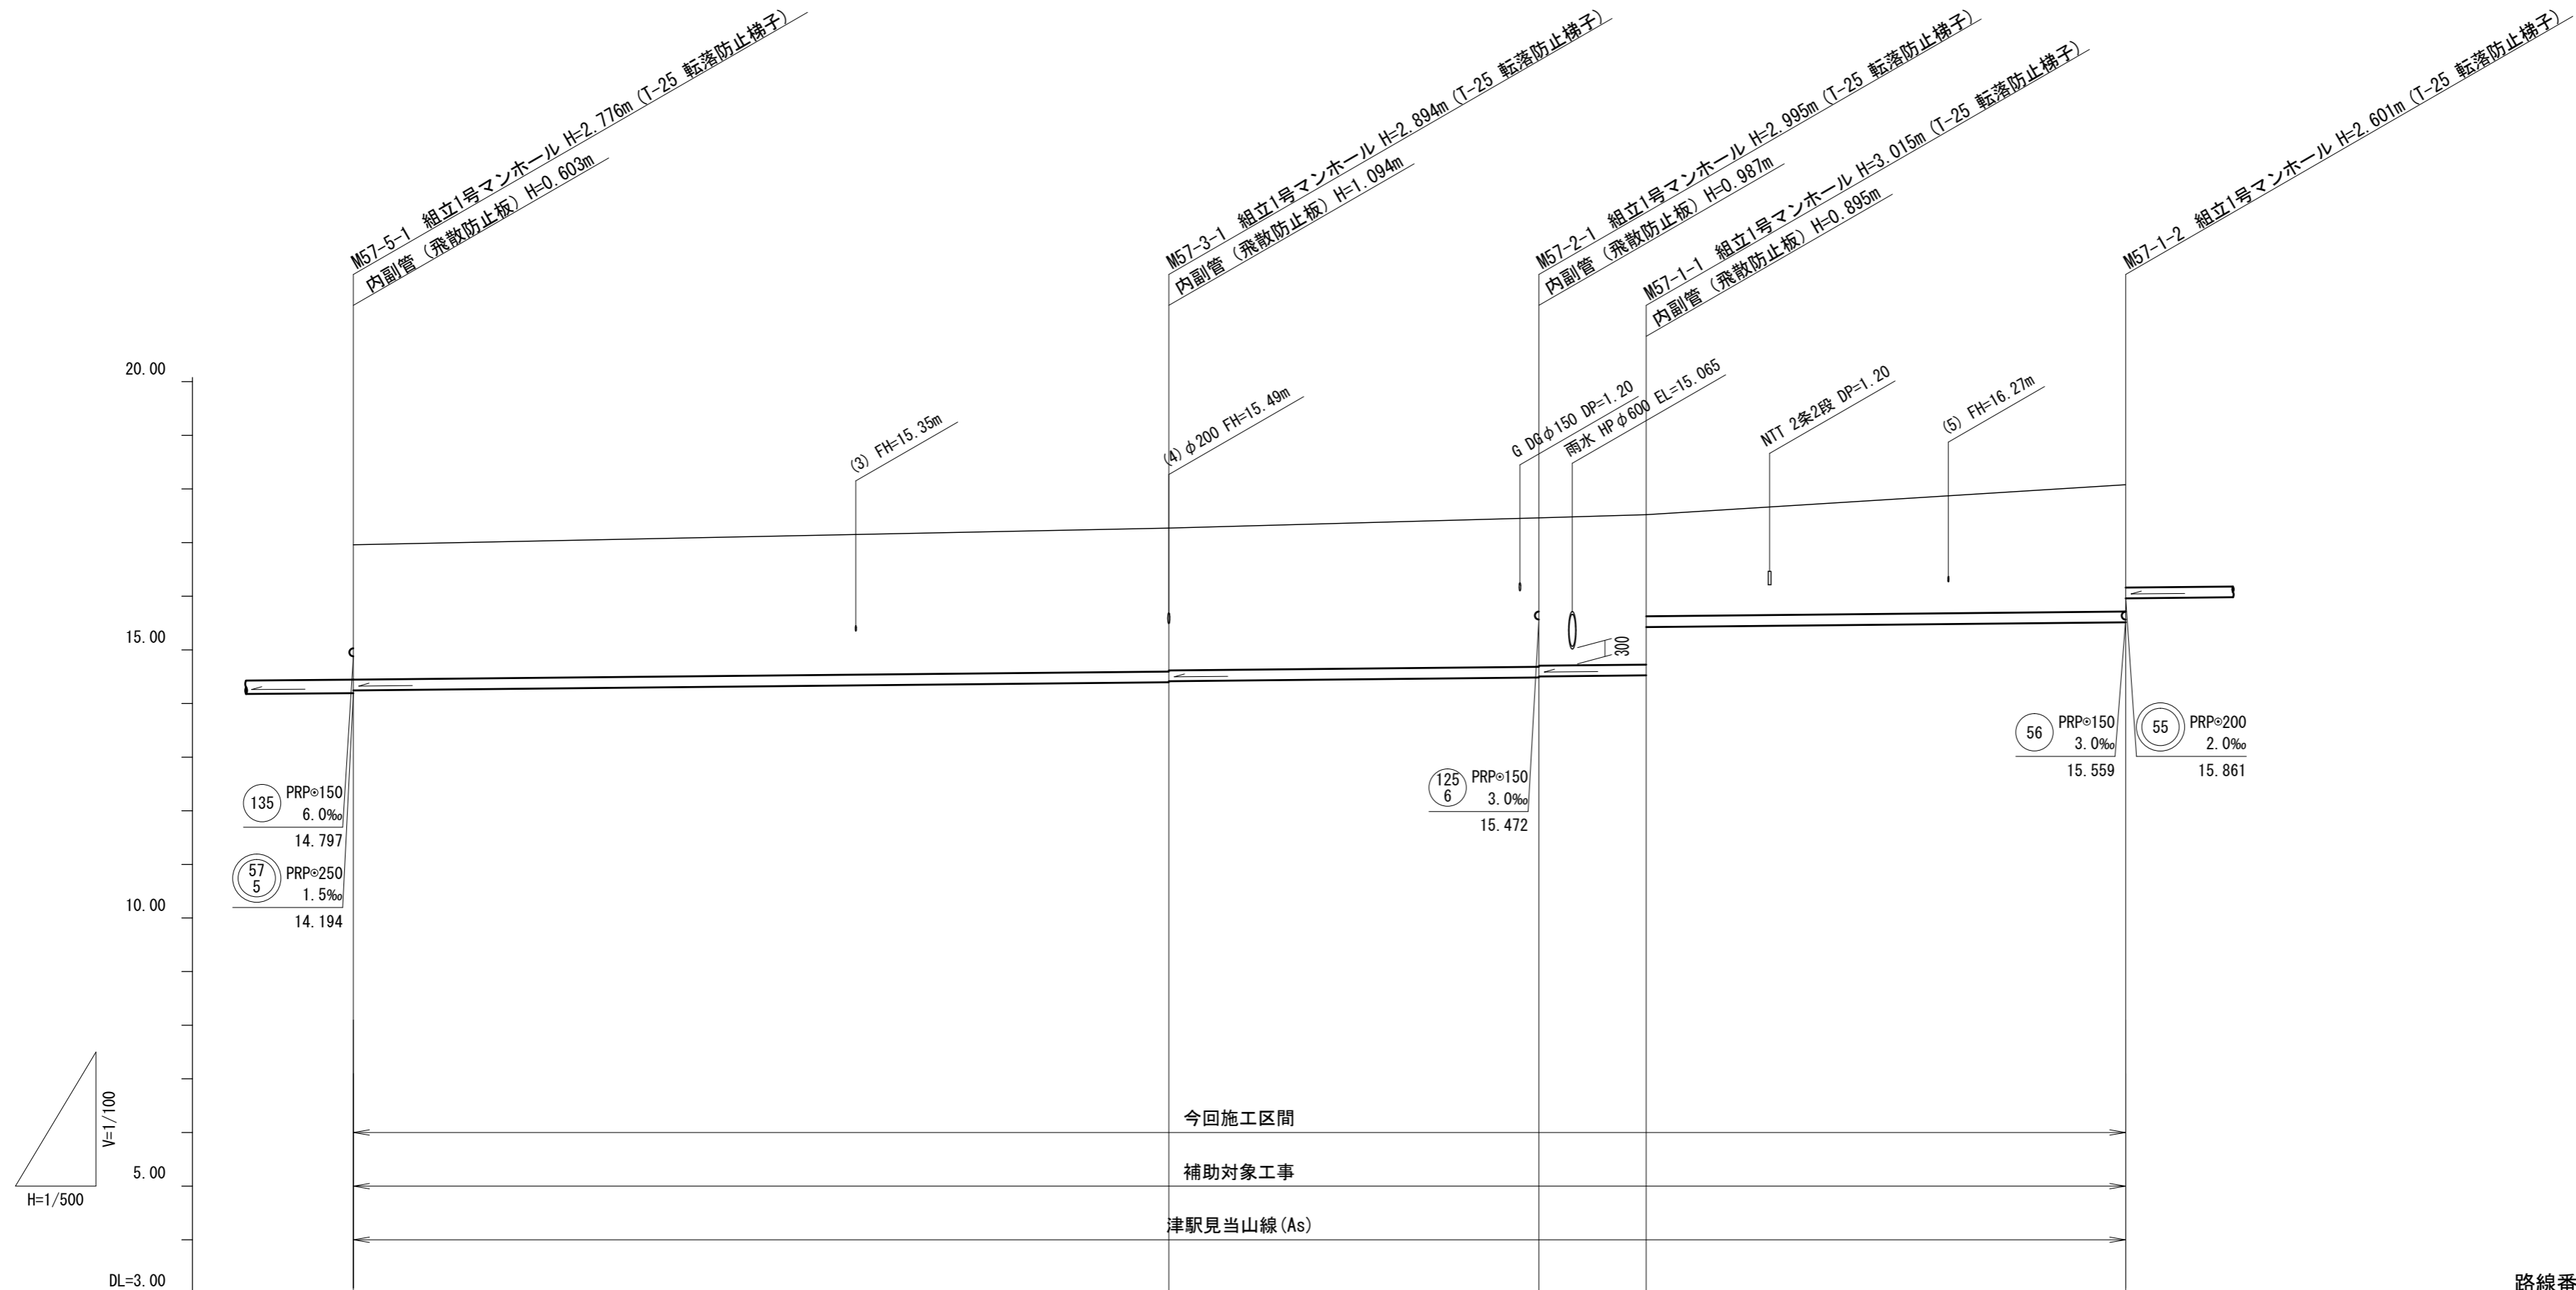 M57-5-1 組立1号マンホール H=2.776m (T-25 転落防止梯子)
内副管 (飛散防止板) H=0.603m
M57-3-1 組立1号マンホール H=2.894m (T-25 転落防止梯子)
内副管 (飛散防止板) H=1.094m
M57-2-1 組立1号マンホール H=2.995m (T-25 転落防止梯子)
内副管 (飛散防止板) H=0.987m
M57-1-1 組立1号マンホール H=3.015m (T-25 転落防止梯子)
内副管 (飛散防止板) H=0.895m
M57-1-2 組立1号マンホール H=2.601m (T-25 転落防止梯子)
20.00
(3) FH=15.35m
(4) φ200 FH=15.49m
G DGφ150 DP=1.20
雨水 HPφ600 EL=15.065
NTT 2条2段 DP=1.20
(5) FH=16.27m
15.00
300
56
PRP⊙150
3.0‰
15.559
55
PRP⊙200
2.0‰
15.861
135
PRP⊙150
6.0‰
14.797
125
6
PRP⊙150
3.0‰
15.472
57
5
PRP⊙250
1.5‰
14.194
10.00
V=1/100
H=1/500
今回施工区間
5.00
補助対象工事
津駅見当山線(As)
DL=3.00
路線番